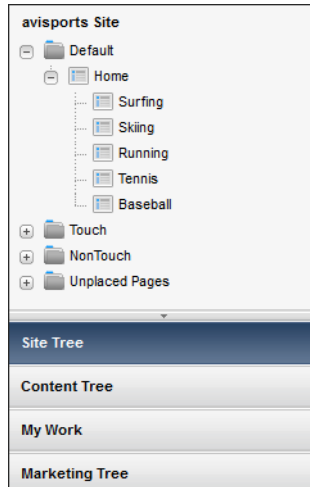 avisports Site
Default
Home
Surfing
Skiing
Running
Tennis
Baseball
Touch
NonTouch
Unplaced Pages
Site Tree
Content Tree
My Work
Marketing Tree